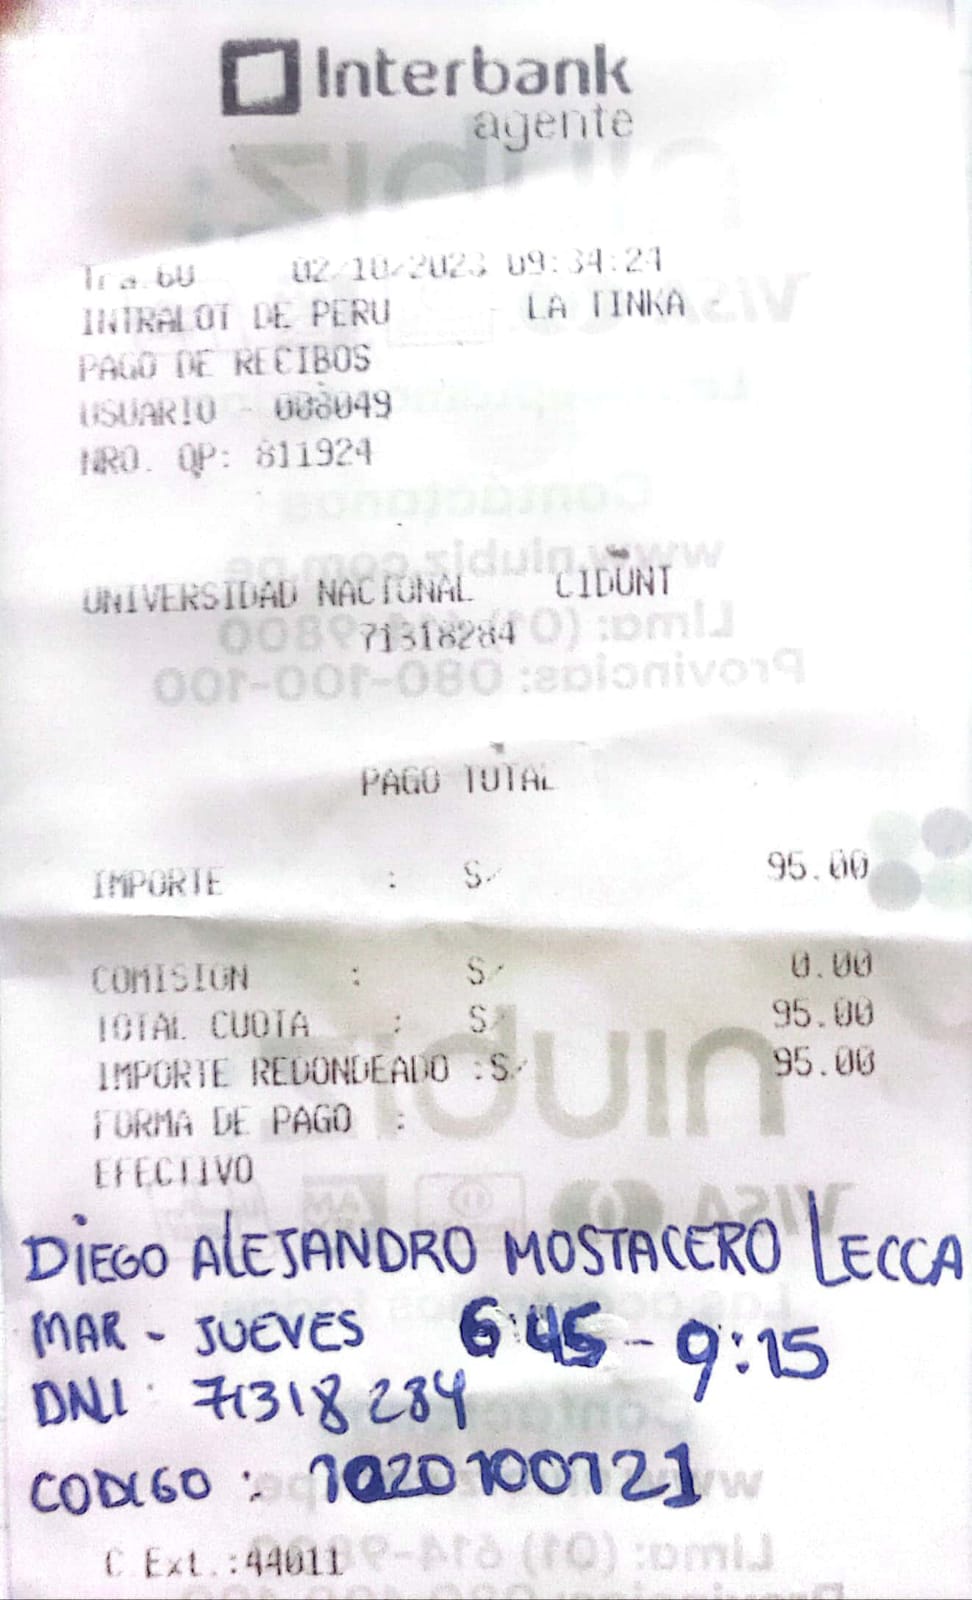 Interbank
agente
Tra.60 02/10/2023 09:34:24
INTRALOT DE PERU - LA TINKA
PAGO DE RECIBOS
USUARIO - 008049
NRO. OP: 811924
UNIVERSIDAD NACIONAL CIDUNT
71318284
PAGO TOTAL
IMPORTE : S/ 95.00
COMISION : S/ 0.00
TOTAL CUOTA : S/ 95.00
IMPORTE REDONDEADO :S/ 95.00
FORMA DE PAGO :
EFECTIVO
DIEGO ALEJANDRO MOSTACERO LECCA
MAR - JUEVES 6:45 - 9:15
DNI: 71318284
CODIGO : 1020100721
C.Ext.:44011